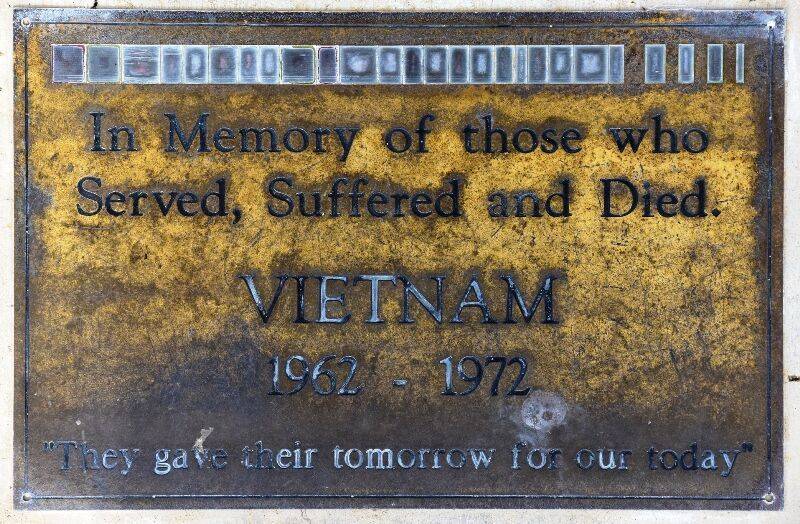 In Memory of those who
Served, Suffered and Died.
VIETNAM
1962 - 1972
"They gave their tomorrow for our today"